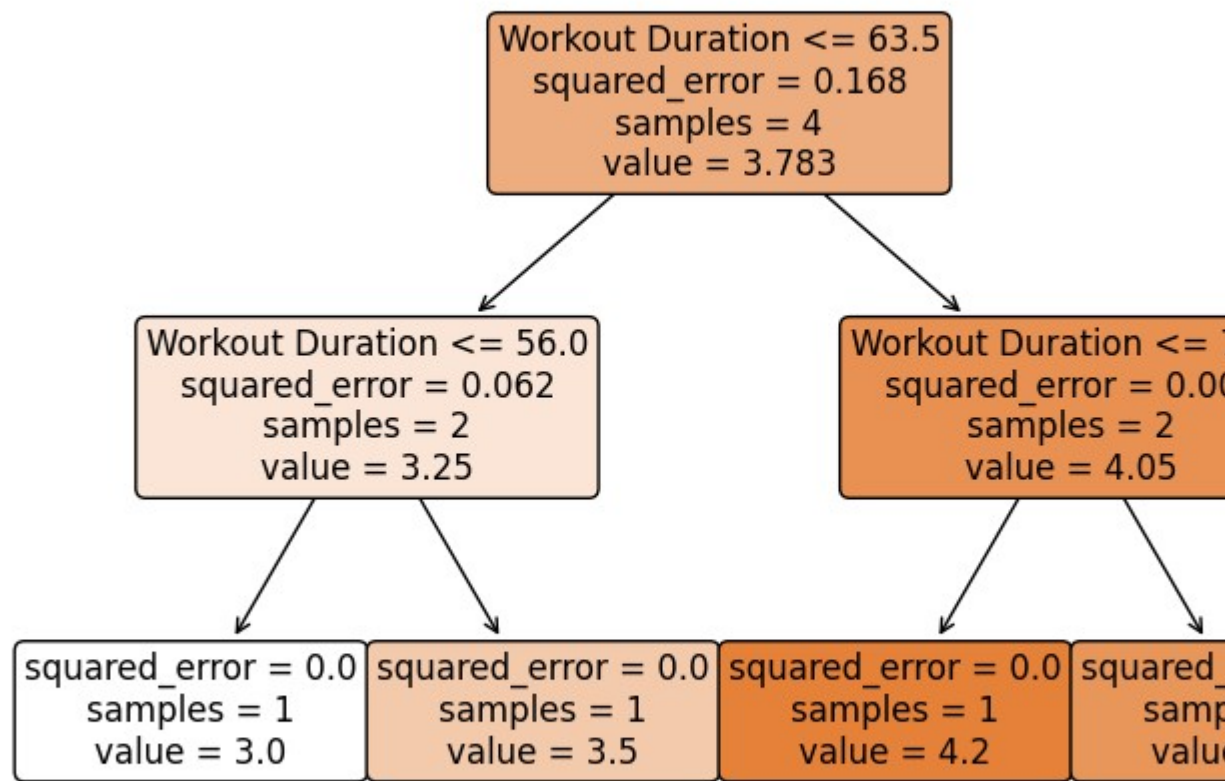 Workout Duration <= 63.5
squared_error = 0.168
samples = 4
value = 3.783
Workout Duration <= 56.0
squared_error = 0.062
samples = 2
value = 3.25
Workout Duration <=
squared_error = 0.00
samples = 2
value = 4.05
squared_error = 0.0
samples = 1
value = 3.0
squared_error = 0.0
samples = 1
value = 3.5
squared_error = 0.0
samples = 1
value = 4.2